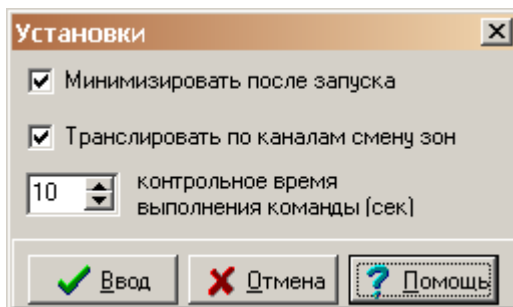 Установки
Минимизировать после запуска
Транслировать по каналам смену зон
10 контрольное время
выполнения команды (сек)
Ввод Отмена Помощь